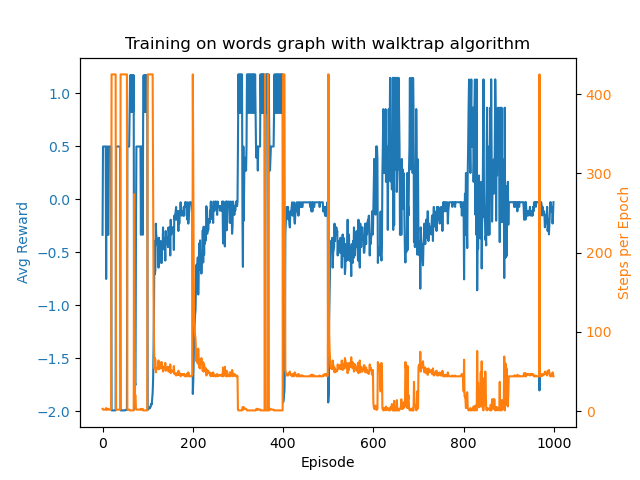 Training on words graph with walktrap algorithm
Avg Reward
1.0
0.5
0.0
−0.5
−1.0
−1.5
−2.0
Steps per Epoch
400
300
200
100
0
0 200 400 600 800 1000
Episode